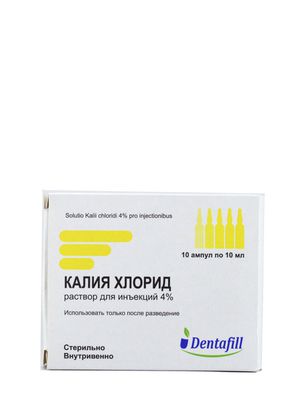 Solutio Kalii chloridi 4% pro injectionibus
10 ампул по 10 мл
КАЛИЯ ХЛОРИД
раствор для инъекций 4%
Использовать только после разведение
Стерильно
Внутривенно
Dentafill